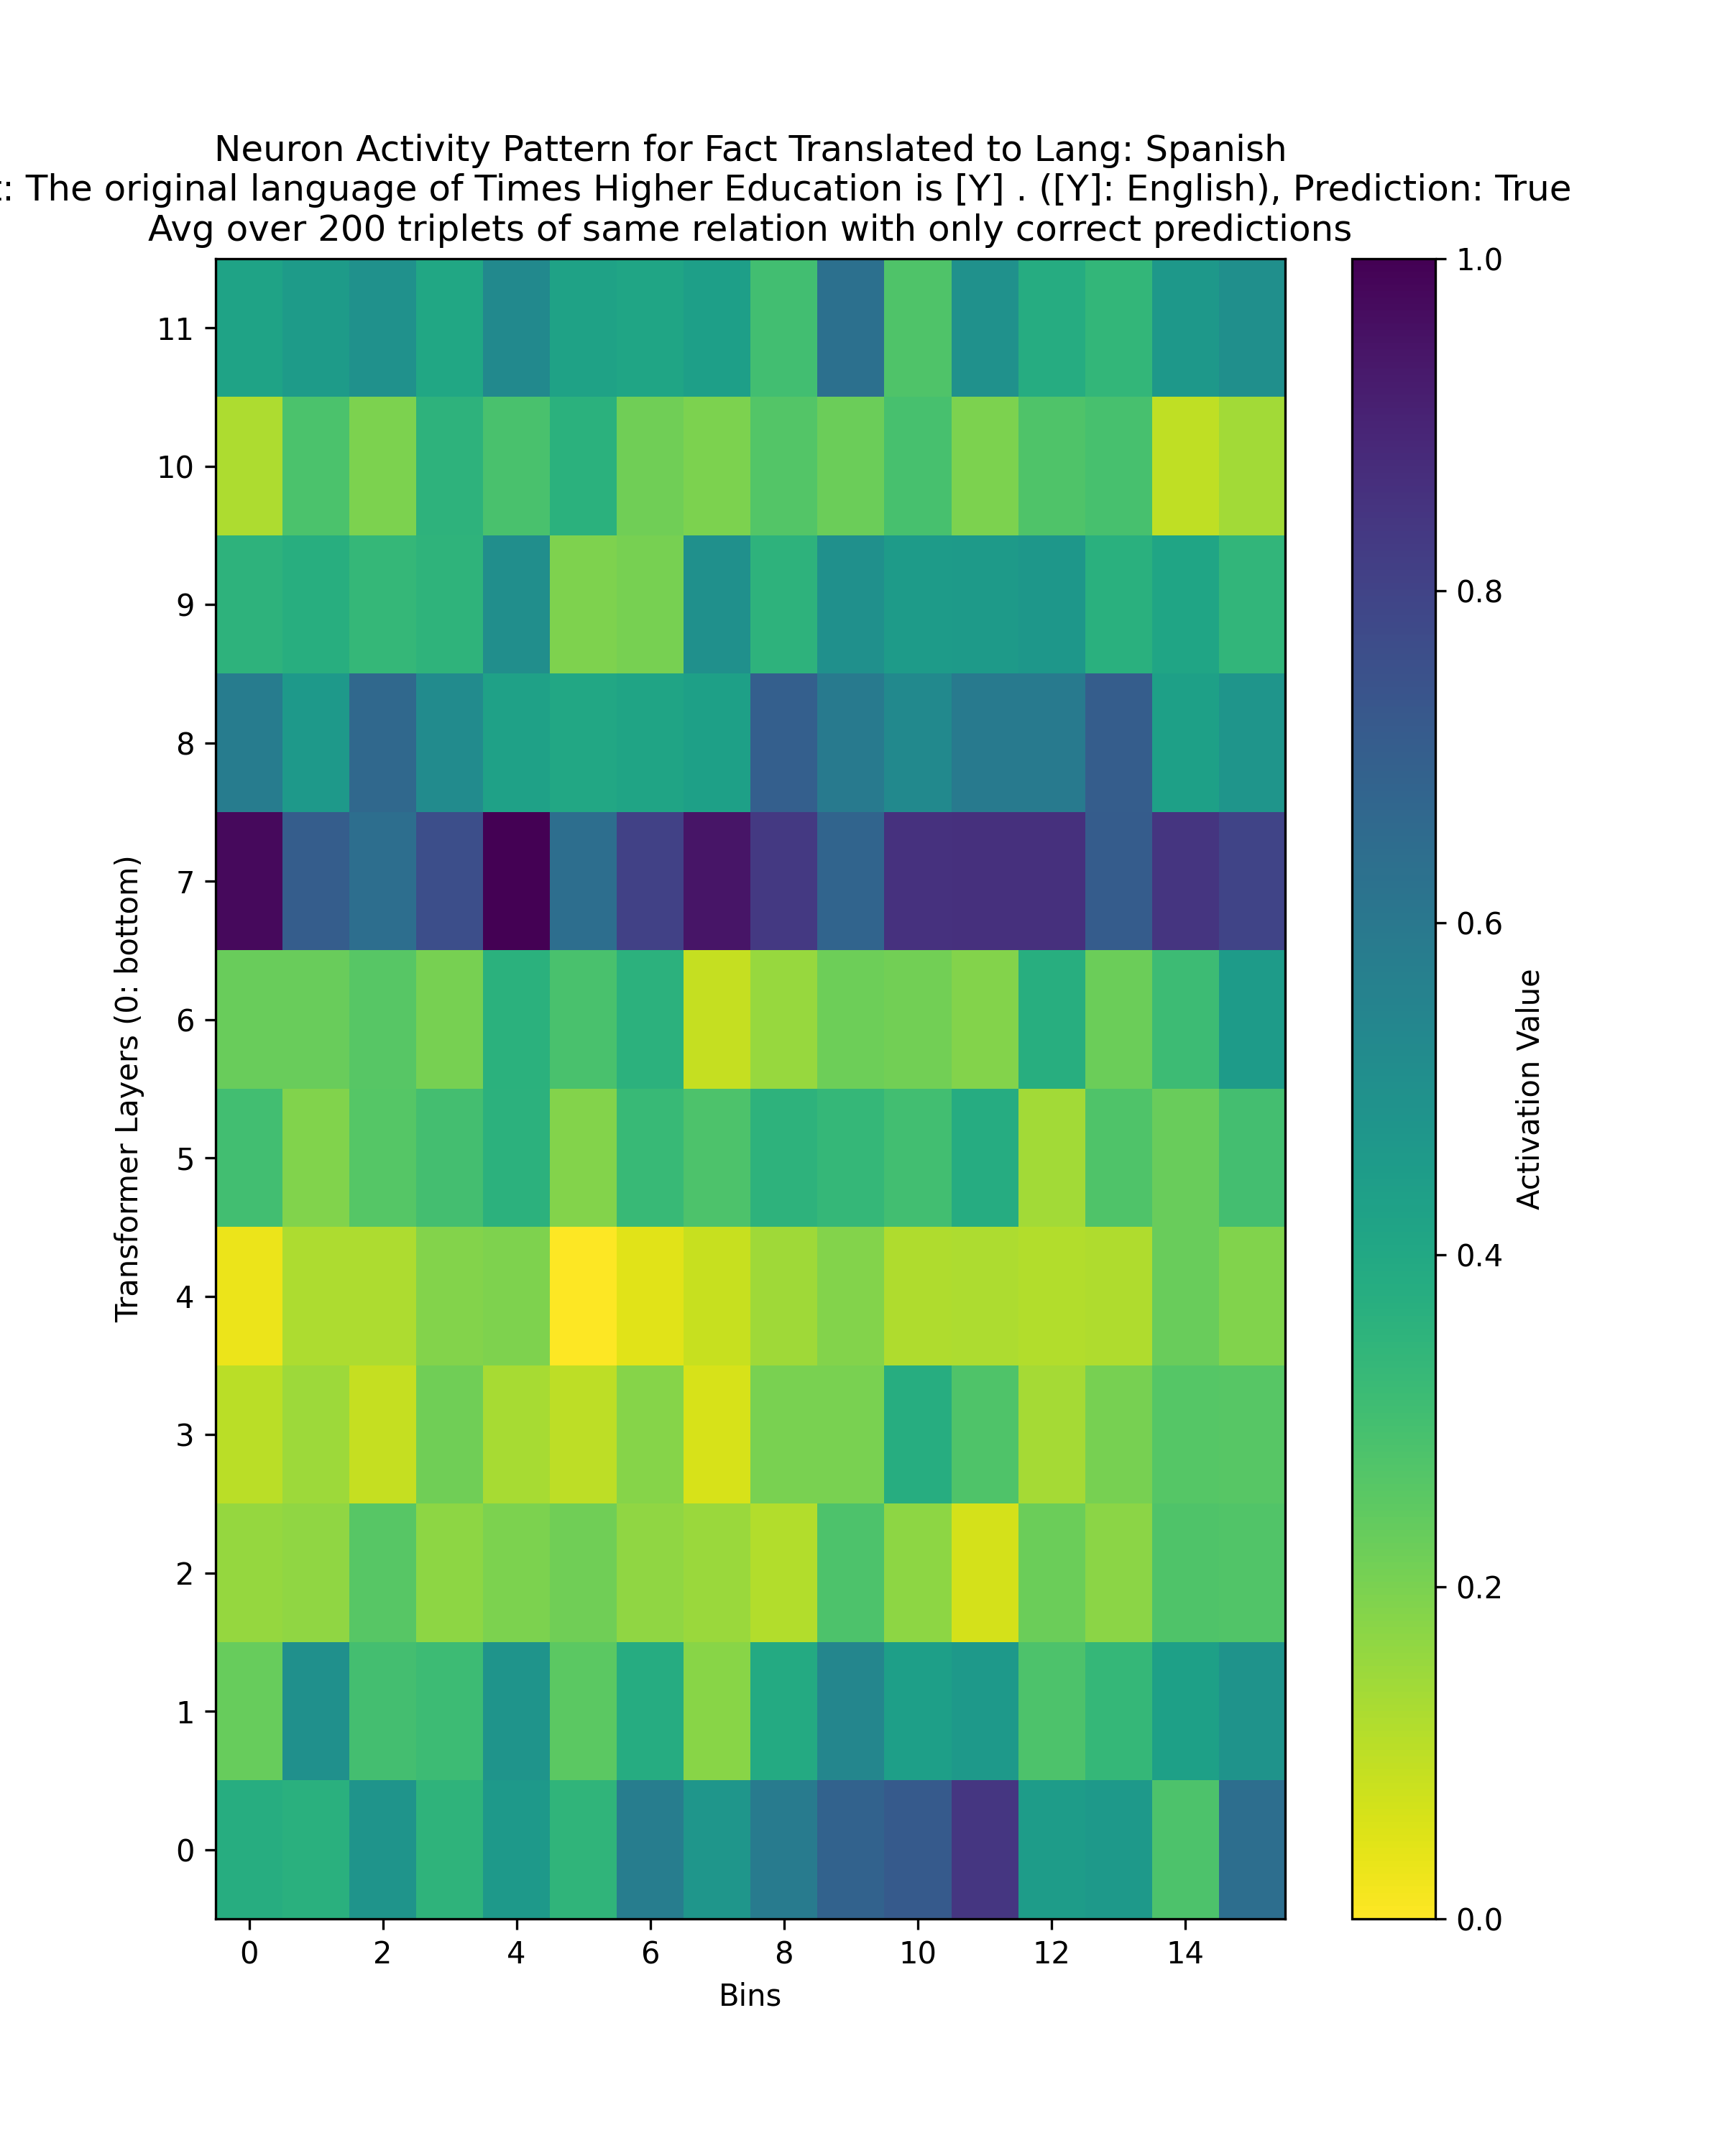 Neuron Activity Pattern for Fact Translated to Lang: Spanish
: The original language of Times Higher Education is [Y] . ([Y]: English), Prediction: True
Avg over 200 triplets of same relation with only correct predictions
11
10
9
8
7
6
5
4
3
2
1
0
Transformer Layers (0: bottom)
0 2 4 6 8 10 12 14
Bins
1.0
0.8
0.6
0.4
0.2
0.0
Activation Value